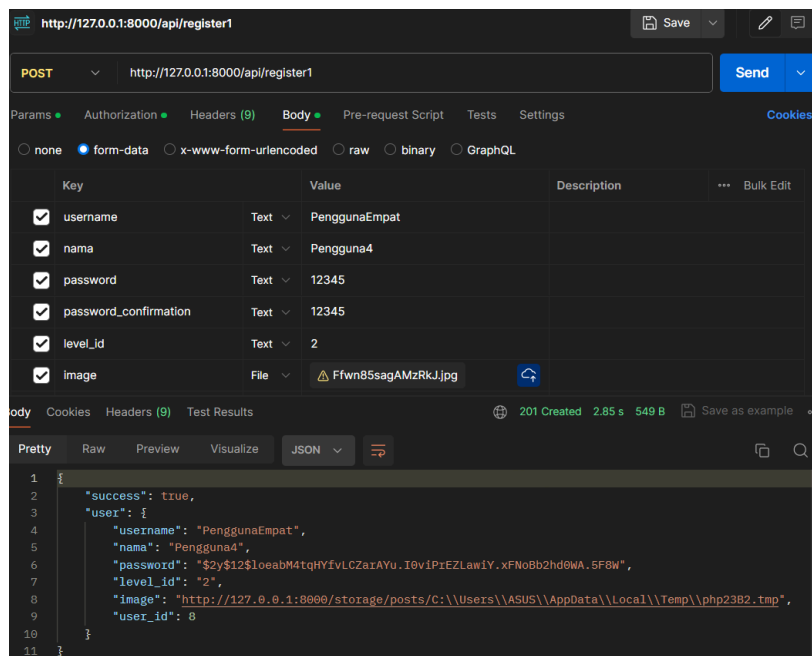 HTTP http://127.0.0.1:8000/api/register1 Save
POST http://127.0.0.1:8000/api/register1 Send
Params Authorization Headers (9) Body Pre-request Script Tests Settings Cookies
none form-data x-www-form-urlencoded raw binary GraphQL
Key Value Description ••• Bulk Edit
username Text PenggunaEmpat
nama Text Pengguna4
password Text 12345
password_confirmation Text 12345
level_id Text 2
image File Ffwn85sagAMzRkJ.jpg
ody Cookies Headers (9) Test Results 201 Created 2.85 s 549 B Save as example
Pretty Raw Preview Visualize JSON
1 {
2 "success": true,
3 "user": {
4 "username": "PenggunaEmpat",
5 "nama": "Pengguna4",
6 "password": "$2y$12$loeabM4tqHYfvLCZarAYu.I0viPrEZLawiY.xFNoBb2hd0WA.5F8W",
7 "level_id": "2",
8 "image": "http://127.0.0.1:8000/storage/posts/C:\\Users\\ASUS\\AppData\\Local\\Temp\\php23B2.tmp",
9 "user_id": 8
10 }
11 }